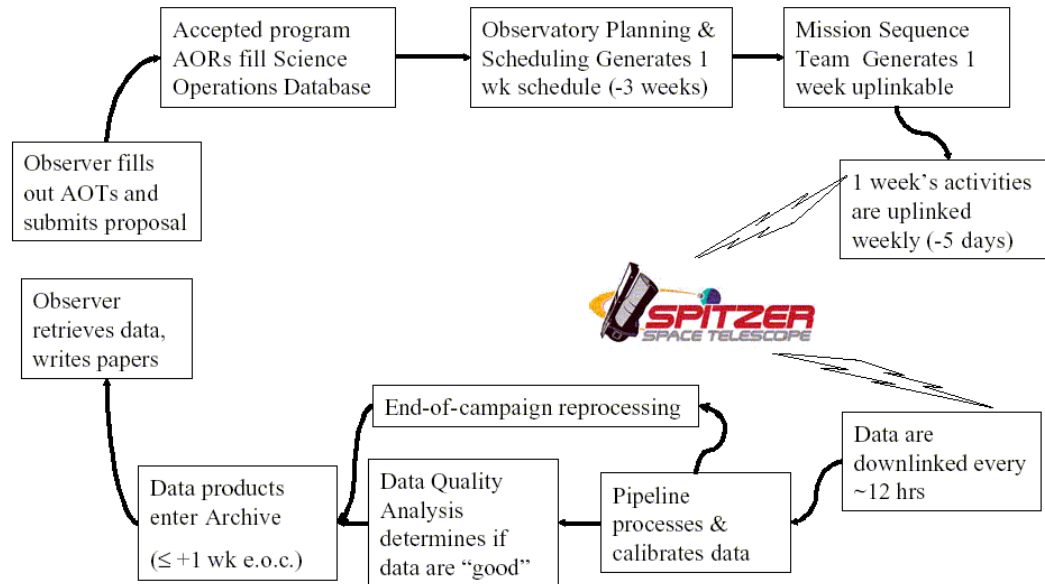 Observer fills
out AOTs and
submits proposal
Accepted program
AORs fill Science
Operations Database
Observatory Planning &
Scheduling Generates 1
wk schedule (-3 weeks)
Mission Sequence
Team Generates 1
week uplinkable
1 week's activities
are uplinked
weekly (-5 days)
SPITZER
SPACE TELESCOPE
Data are
downlinked every
~12 hrs
Pipeline
processes &
calibrates data
End-of-campaign reprocessing
Data Quality
Analysis
determines if
data are “good”
Data products
enter Archive
(≤ +1 wk e.o.c.)
Observer
retrieves data,
writes papers